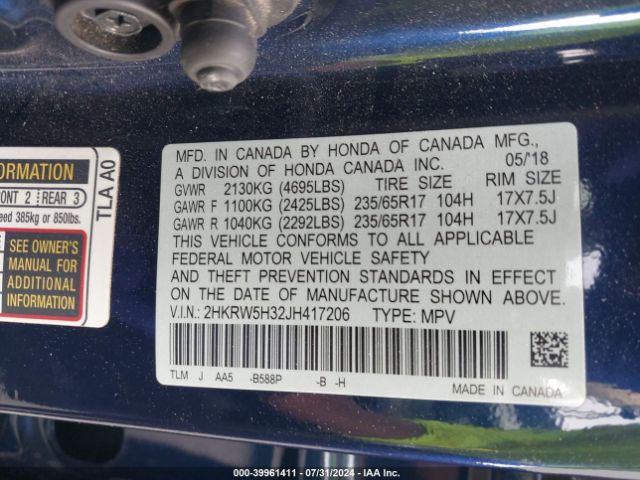 ORMATION
ONT 2 REAR 3
eed 385kg or 850lbs.
SEE OWNER'S
MANUAL FOR
ADDITIONAL
INFORMATION
TLA A0
MFD. IN CANADA BY HONDA OF CANADA MFG.,
A DIVISION OF HONDA CANADA INC. 05/'18
GVWR 2130KG (4695LBS) TIRE SIZE RIM SIZE
GAWR F 1100KG (2425LBS) 235/65R17 104H 17X7.5J
GAWR R 1040KG (2292LBS) 235/65R17 104H 17X7.5J
THIS VEHICLE CONFORMS TO ALL APPLICABLE
FEDERAL MOTOR VEHICLE SAFETY
AND THEFT PREVENTION STANDARDS IN EFFECT
ON THE DATE OF MANUFACTURE SHOWN ABOVE.
V.I.N.: 2HKRW5H32JH417206 TYPE: MPV
TLM J AA5 -B588P -B -H
MADE IN CANADA
000-39961411 - 07/31/2024 - IAA Inc.